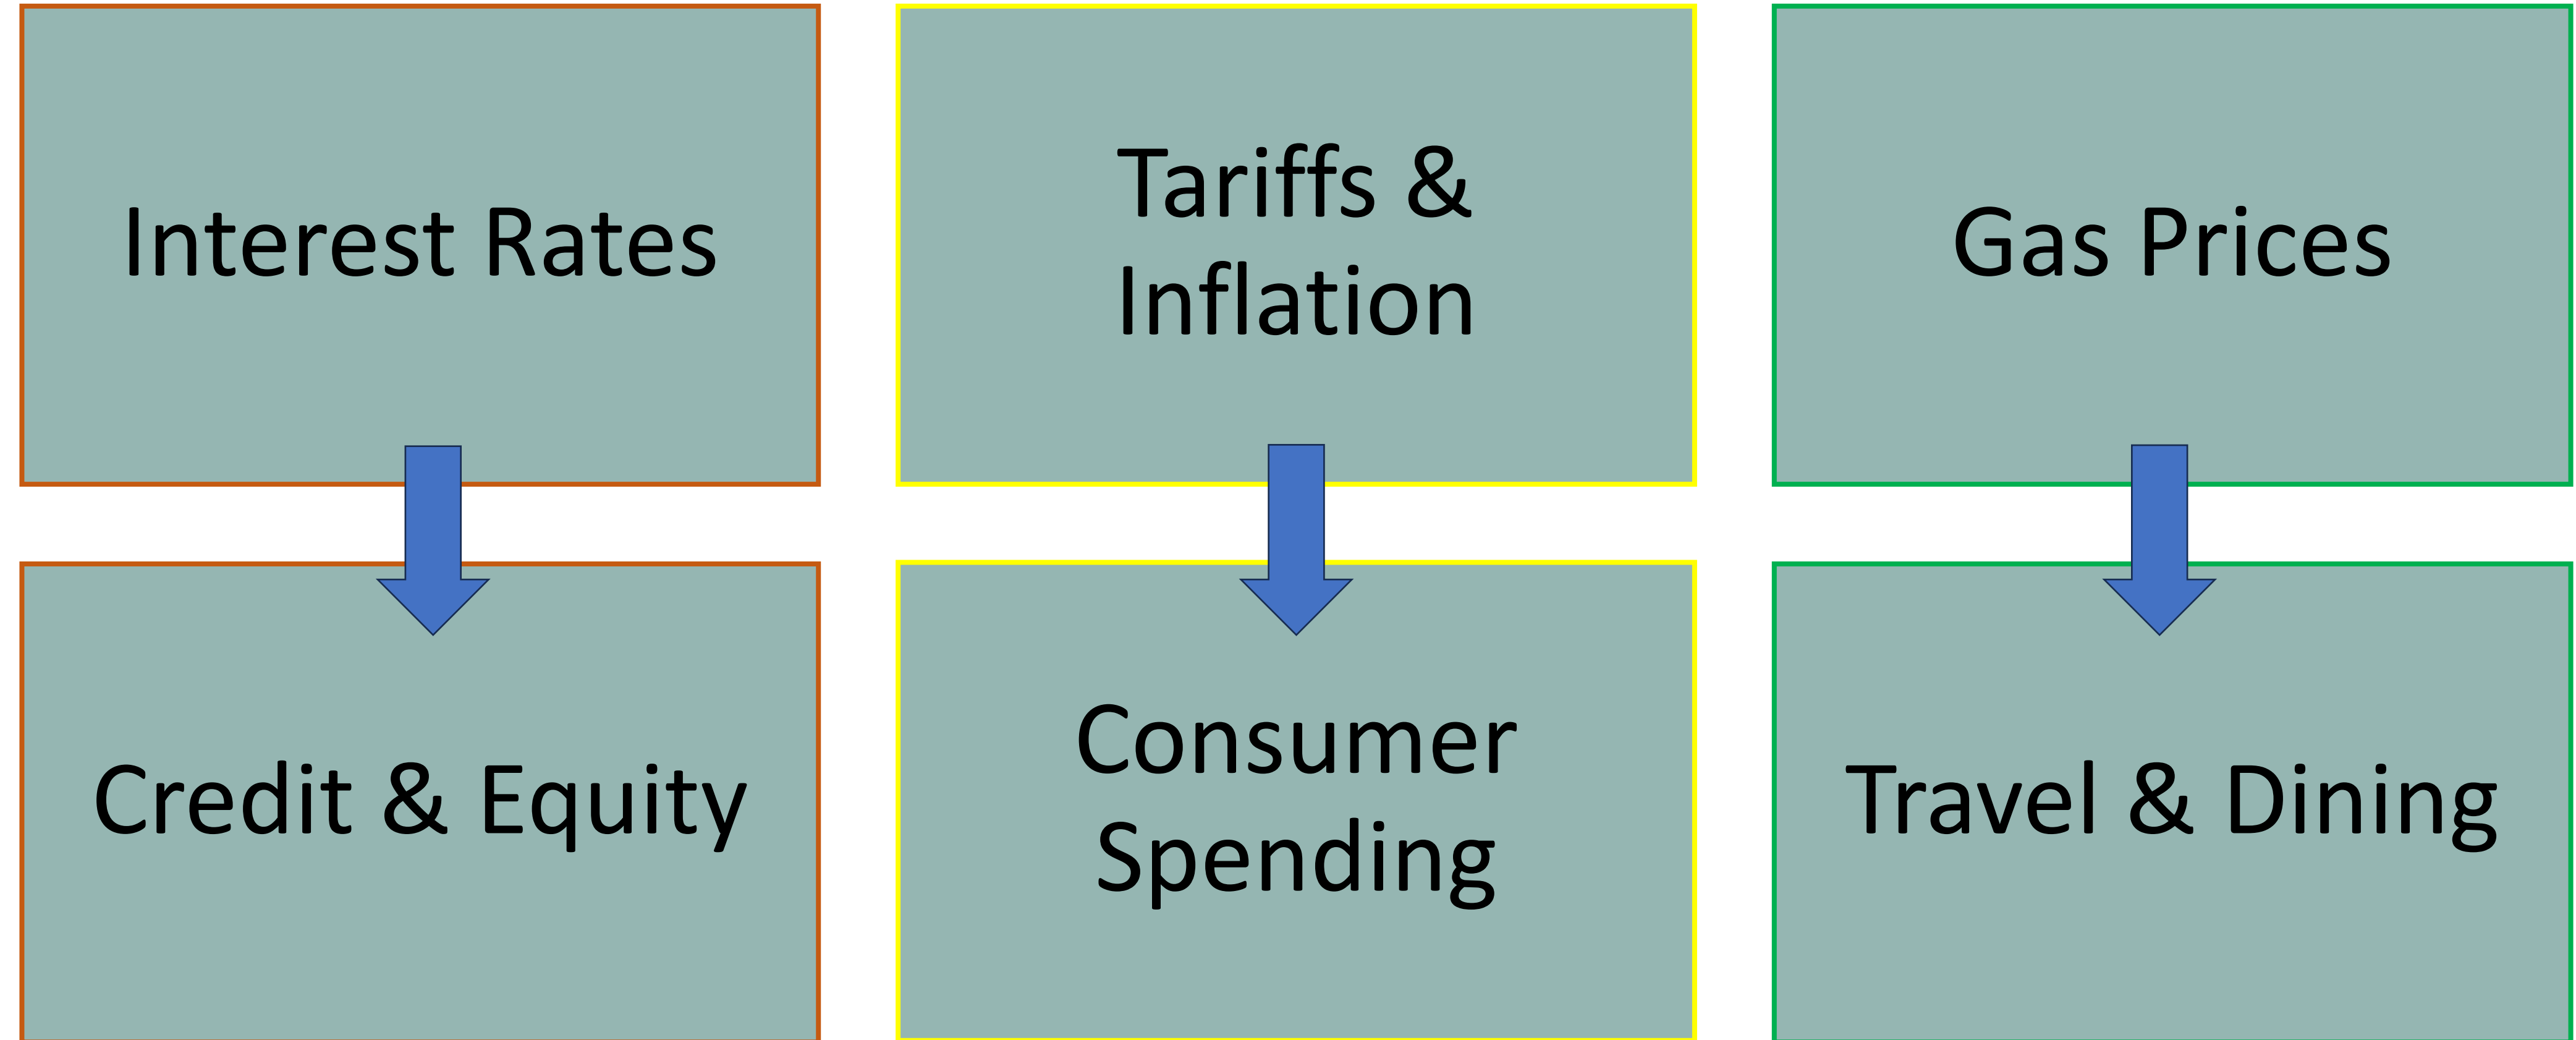 Interest Rates
Tariffs &
Inflation
Gas Prices
Credit & Equity
Consumer
Spending
Travel & Dining